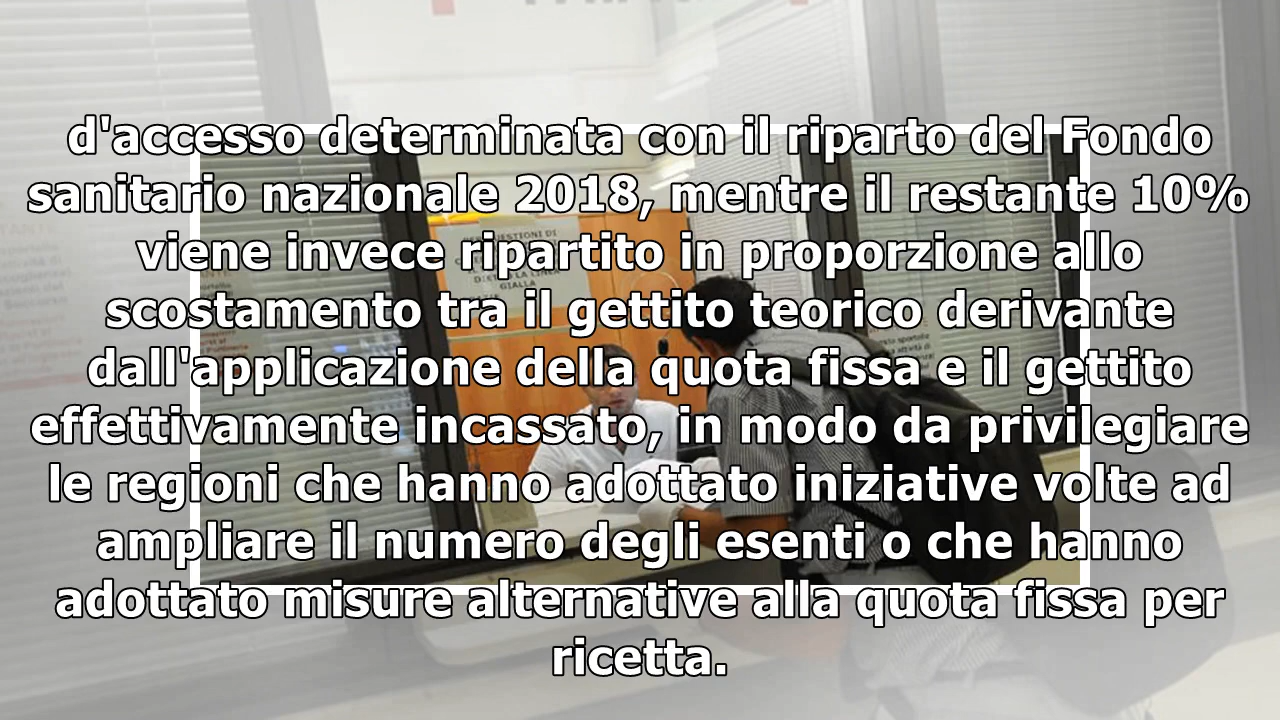 d'accesso determinata con il riparto del Fondo
sanitario nazionale 2018, mentre il restante 10%
viene invece ripartito in proporzione allo
scostamento tra il gettito teorico derivante
dall'applicazione della quota fissa e il gettito
effettivamente incassato, in modo da privilegiare
le regioni che hanno adottato iniziative volte ad
ampliare il numero degli esenti o che hanno
adottato misure alternative alla quota fissa per
ricetta.
GIALLA